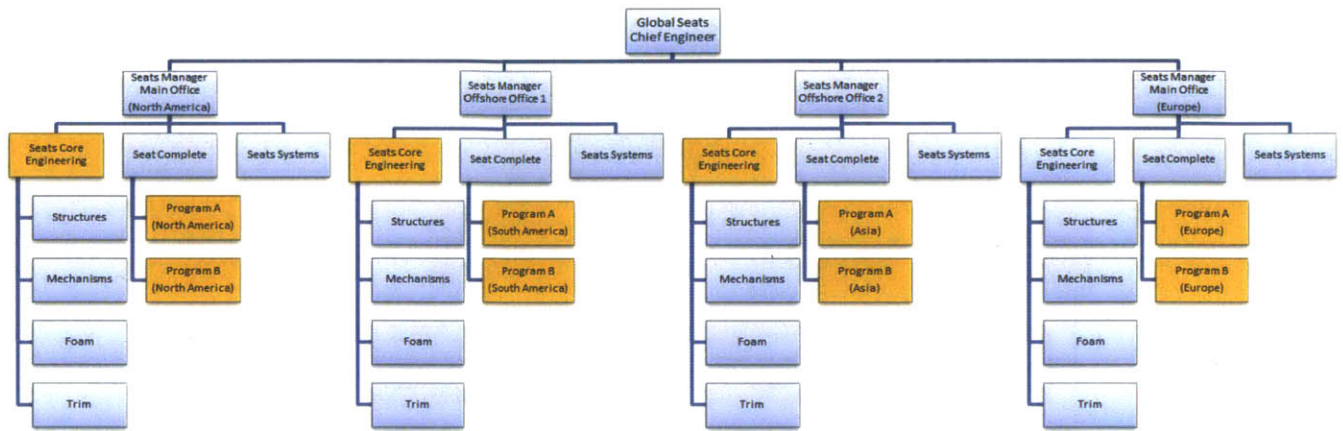 Global Seats
Chief Engineer
Seats Manager
Main Office
(North America)
Seats Manager
Offshore Office 1
Seats Manager
Offshore Office 2
Seats Manager
Main Office
(Europe)
Seats Core
Engineering
Seat Complete
Seats Systems
Seats Core
Engineering
Seat Complete
Seats Systems
Seats Core
Engineering
Seat Complete
Seats Systems
Seats Core
Engineering
Seat Complete
Seats Systems
Structures
Program A
(North America)
Structures
Program A
(South America)
Structures
Program A
(Asia)
Structures
Program A
(Europe)
Mechanisms
Program B
(North America)
Mechanisms
Program B
(South America)
Mechanisms
Program B
(Asia)
Mechanisms
Program B
(Europe)
Foam
Foam
Foam
Foam
Trim
Trim
Trim
Trim